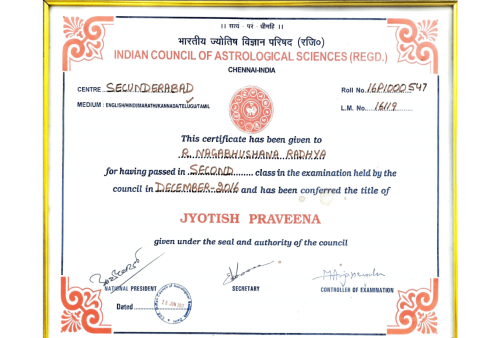 || सत्य - पर - धीमहि ||
भारतीय ज्योतिष विज्ञान परिषद (रजि०)
INDIAN COUNCIL OF ASTROLOGICAL SCIENCES (REGD.)
CHENNAI-INDIA
CENTRE SECUNDERABAD
Roll No. 16P1000547
MEDIUM : ENGLISH/HINDI/MARATHI/KANNADA/TELUGU/TAMIL
L.M. No. 16119
This certificate has been given to
R. NAGABHUSHANA RADHYA
for having passed in SECOND class in the examination held by the
council in DECEMBER-2016 and has been conferred the title of
JYOTISH PRAVEENA
given under the seal and authority of the council
NATIONAL PRESIDENT
SECRETARY
CONTROLLER OF EXAMINATION
Dated